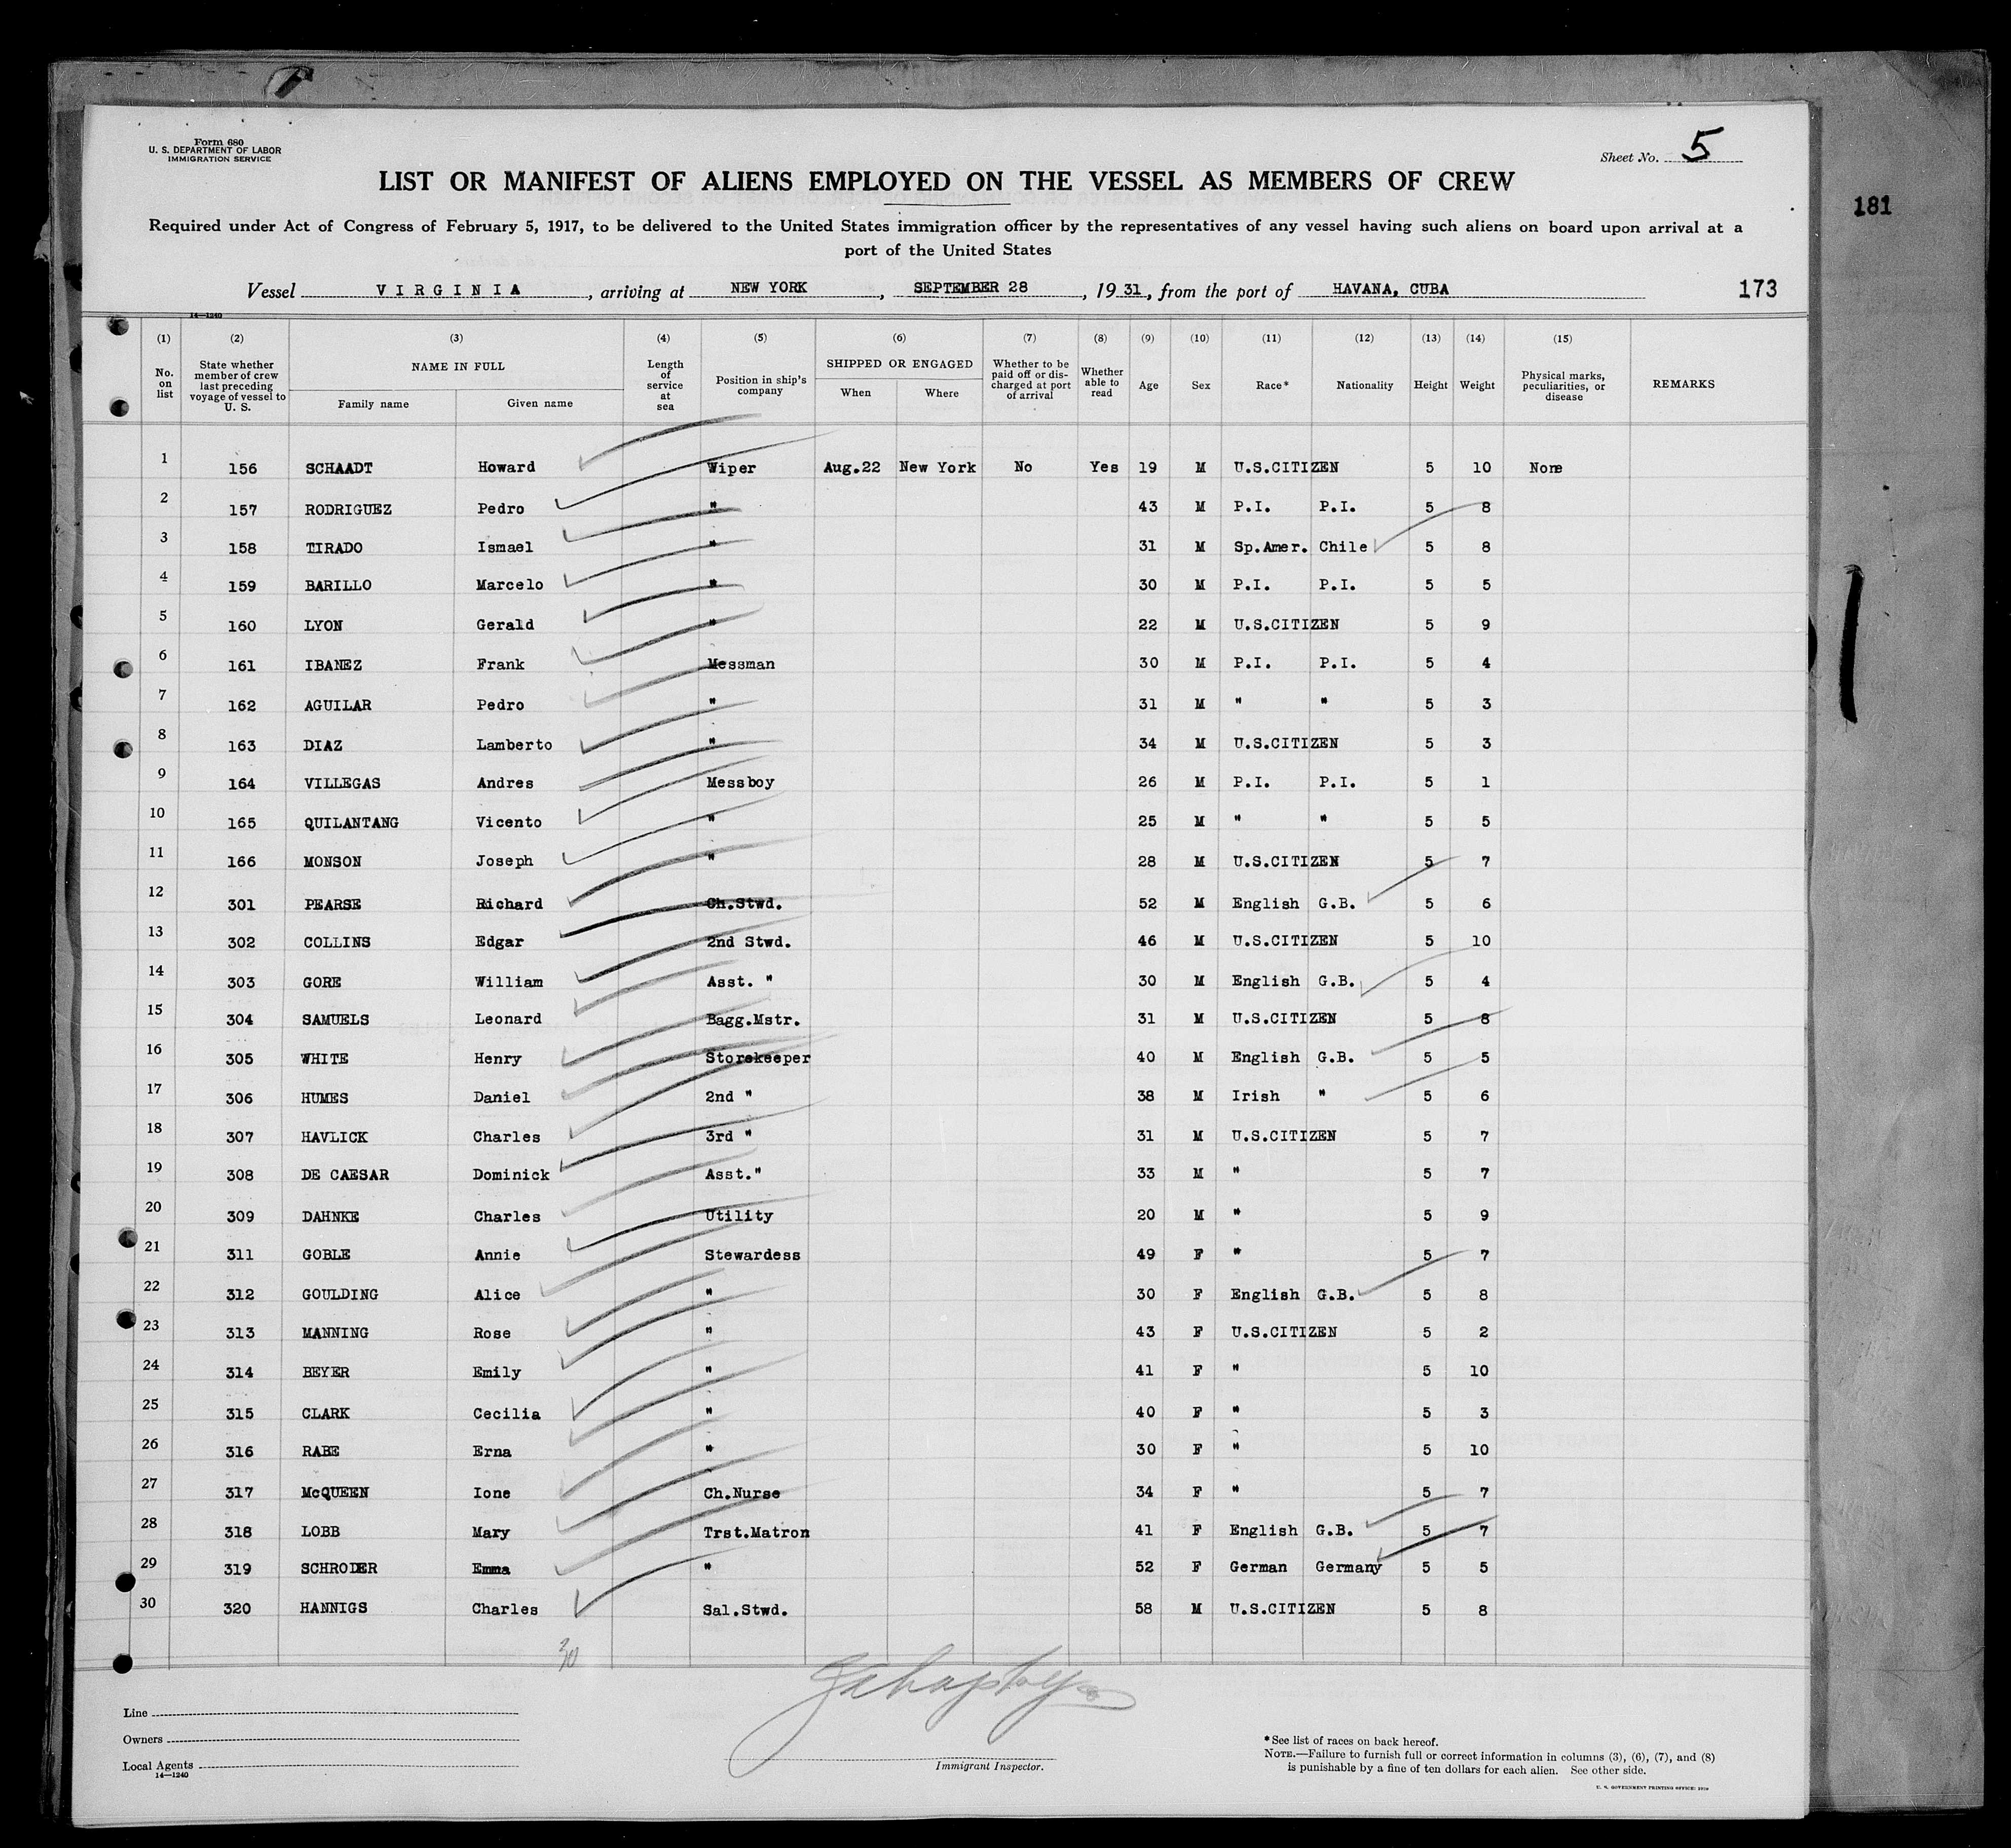 Form 680
U. S. DEPARTMENT OF LABOR
IMMIGRATION SERVICE
Sheet No. 5
LIST OR MANIFEST OF ALIENS EMPLOYED ON THE VESSEL AS MEMBERS OF CREW
181
Required under Act of Congress of February 5, 1917, to be delivered to the United States immigration officer by the representatives of any vessel having such aliens on board upon arrival at a
port of the United States
Vessel VIRGINIA, arriving at NEW YORK, SEPTEMBER 28, 1931, from the port of HAVANA, CUBA 173
14—1240
(1) (2) (3) (4) (5) (6) (7) (8) (9) (10) (11) (12) (13) (14) (15)
No. on list State whether member of crew last preceding voyage of vessel to U. S. NAME IN FULL Family name Given name Length of service at sea Position in ship's company SHIPPED OR ENGAGED When Where Whether to be paid off or discharged at port of arrival Whether able to read Age Sex Race* Nationality Height Weight Physical marks, peculiarities, or disease REMARKS
1 156 SCHAADT Howard Wiper Aug.22 New York No Yes 19 M U.S.CITIZEN 5 10 None
2 157 RODRIGUEZ Pedro " 43 M P.I. P.I. 5 8
3 158 TIRADO Ismael " 31 M Sp.Amer. Chile 5 8
4 159 BARILLO Marcelo " 30 M P.I. P.I. 5 5
5 160 LYON Gerald " 22 M U.S.CITIZEN 5 9
6 161 IBANEZ Frank Messman 30 M P.I. P.I. 5 4
7 162 AGUILAR Pedro " 31 M " " 5 3
8 163 DIAZ Lamberto " 34 M U.S.CITIZEN 5 3
9 164 VILLEGAS Andres Messboy 26 M P.I. P.I. 5 1
10 165 QUILANTANG Vicento " 25 M " " 5 5
11 166 MONSON Joseph " 28 M U.S.CITIZEN 5 7
12 301 PEARSE Richard Ch.Stwd. 52 M English G.B. 5 6
13 302 COLLINS Edgar 2nd Stwd. 46 M U.S.CITIZEN 5 10
14 303 GORE William Asst. " 30 M English G.B. 5 4
15 304 SAMUELS Leonard Bagg.Mstr. 31 M U.S.CITIZEN 5 8
16 305 WHITE Henry Storekeeper 40 M English G.B. 5 5
17 306 HUMES Daniel 2nd " 38 M Irish " 5 6
18 307 HAVLICK Charles 3rd " 31 M U.S.CITIZEN 5 7
19 308 DE CAESAR Dominick Asst." 33 M " 5 7
20 309 DAHNKE Charles Utility 20 M " 5 9
21 311 GOBLE Annie Stewardess 49 F " 5 7
22 312 GOULDING Alice " 30 F English G.B. 5 8
23 313 MANNING Rose " 43 F U.S.CITIZEN 5 2
24 314 BEYER Emily " 41 F " 5 10
25 315 CLARK Cecilia " 40 F " 5 3
26 316 RABE Erna " 30 F " 5 10
27 317 McQUEEN Ione Ch.Nurse 34 F " 5 7
28 318 LOBB Mary Trst.Matron 41 F English G.B. 5 7
29 319 SCHRODER Emma " 52 F German Germany 5 5
30 320 HANNIGS Charles Sal.Stwd. 58 M U.S.CITIZEN 5 8
30
Line
Owners
Local Agents
14—1240
Immigrant Inspector.
*See list of races on back hereof.
NOTE.—Failure to furnish full or correct information in columns (3), (6), (7), and (8)
is punishable by a fine of ten dollars for each alien. See other side.